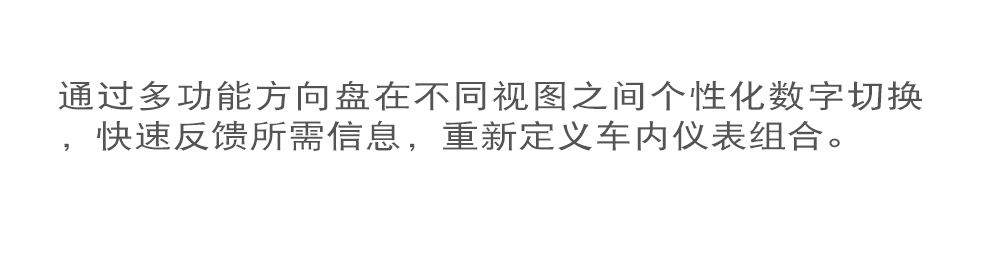 通过多功能方向盘在不同视图之间个性化数字切换
，快速反馈所需信息，重新定义车内仪表组合。